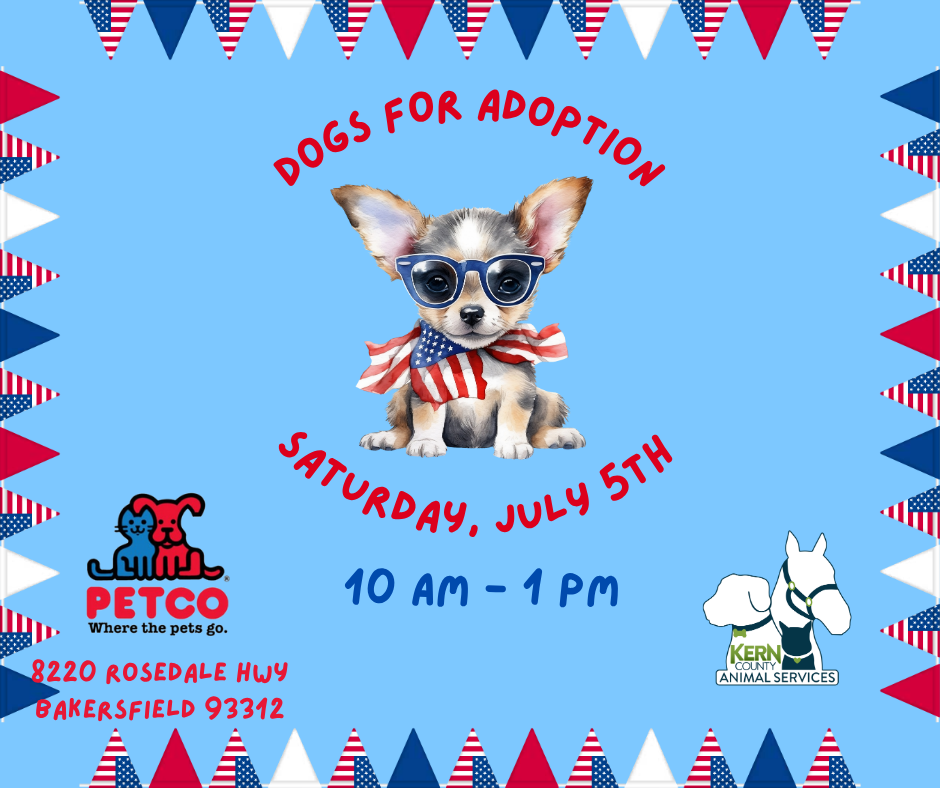 DOGS FOR ADOPTION
SATURDAY, JULY 5TH
10 AM - 1 PM
PETCO®
Where the pets go.
8220 ROSEDALE HWY
BAKERSFIELD 93312
KERN
COUNTY
ANIMAL SERVICES